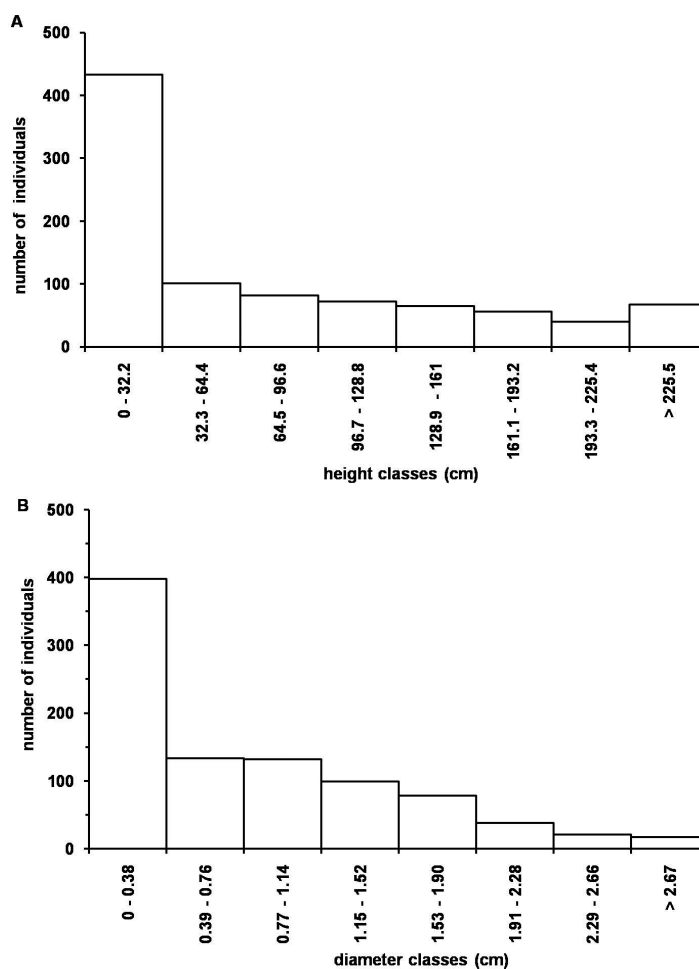 A
500
400
300
200
100
0
number of individuals
0 - 32.2
32.3 - 64.4
64.5 - 96.6
96.7 - 128.8
128.9 - 161
161.1 - 193.2
193.3 - 225.4
> 225.5
height classes (cm)
B
500
400
300
200
100
0
number of individuals
0 - 0.38
0.39 - 0.76
0.77 - 1.14
1.15 - 1.52
1.53 - 1.90
1.91 - 2.28
2.29 - 2.66
> 2.67
diameter classes (cm)